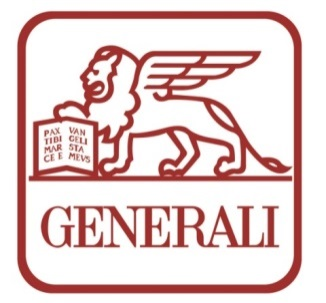 PAX VAN
TIBI GELI
MAR STA
CE E MEVS
GENERALI